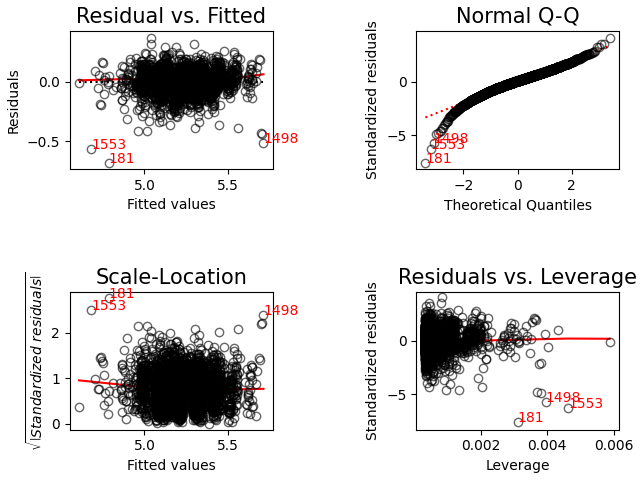 Residual vs. Fitted
Residuals
0.0
−0.5
1553
181
1498
5.0
5.5
Fitted values
Normal Q-Q
Standardized residuals
0
−5
1498
1553
181
−2
0
2
Theoretical Quantiles
Scale-Location
√|Standardized residuals|
2
1
0
181
1553
1498
5.0
5.5
Fitted values
Residuals vs. Leverage
Standardized residuals
0
−5
1498
1553
181
0.002
0.004
0.006
Leverage